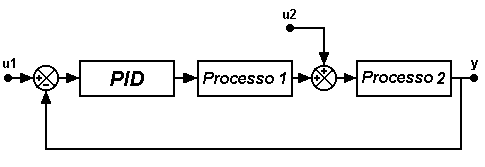 u2
u1
y
+
−
PID
Processo 1
+
+
Processo 2